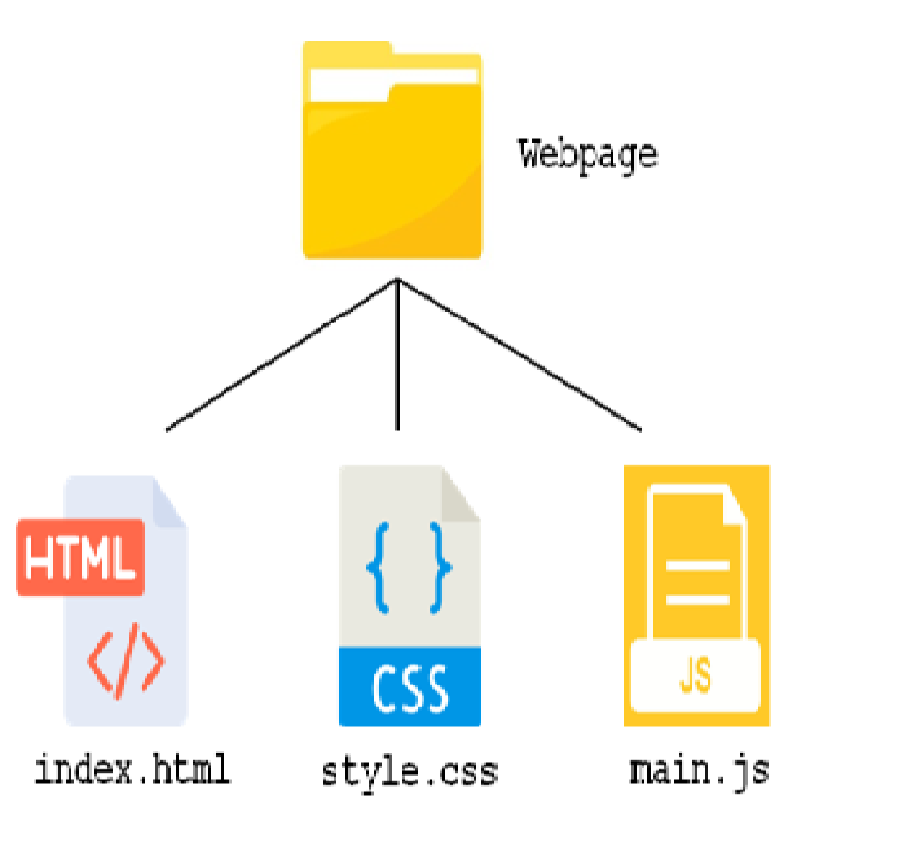 Webpage
HTML
</>
{ }
CSS
JS
index.html
style.css
main.js